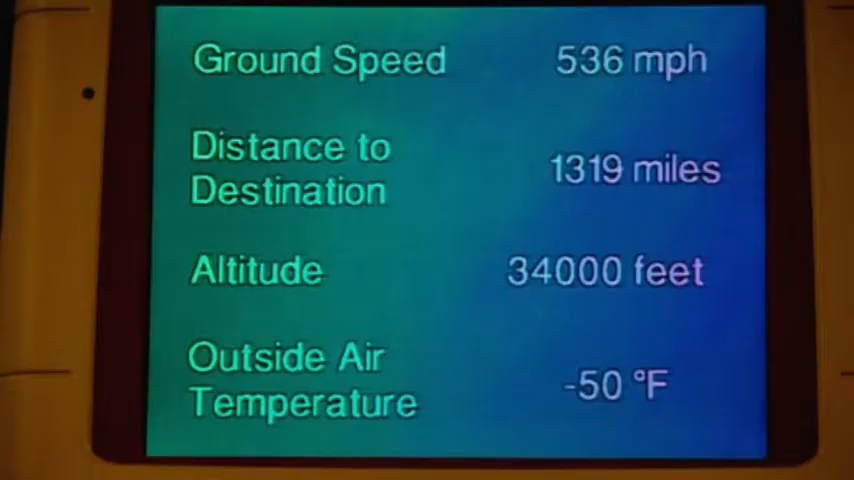 Ground Speed 536 mph
Distance to
Destination 1319 miles
Altitude 34000 feet
Outside Air
Temperature -50 °F